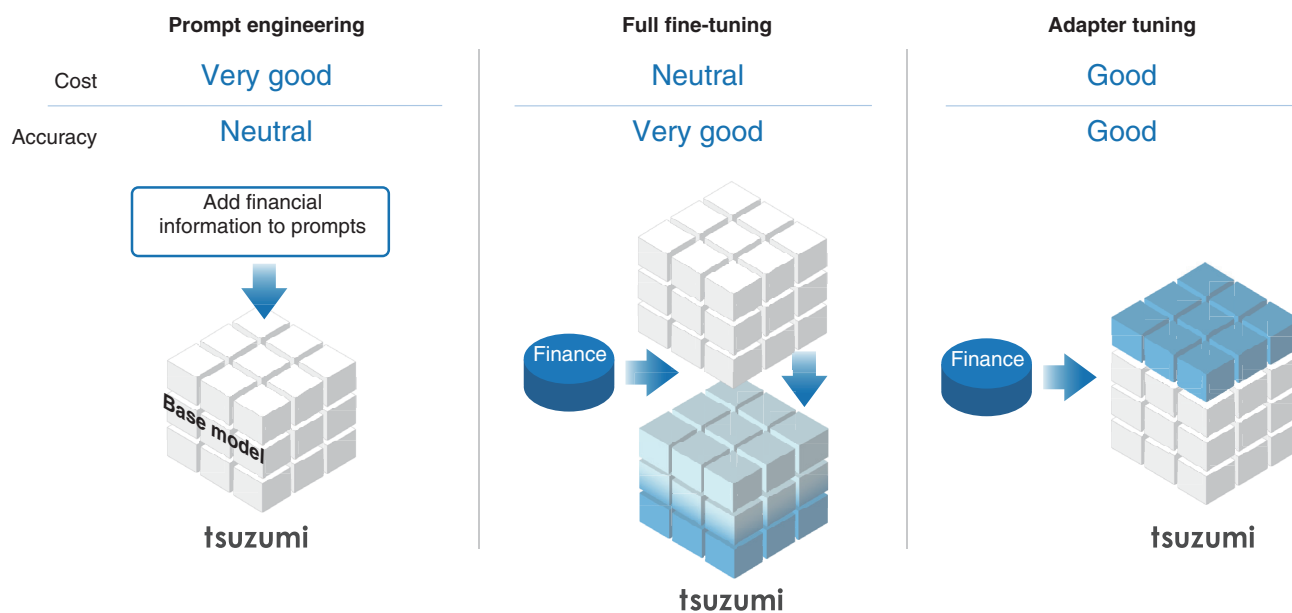 Prompt engineering
Full fine-tuning
Adapter tuning
Cost
Very good
Neutral
Good
Accuracy
Neutral
Very good
Good
Add financial
information to prompts
Base model
tsuzumi
Finance
tsuzumi
Finance
tsuzumi